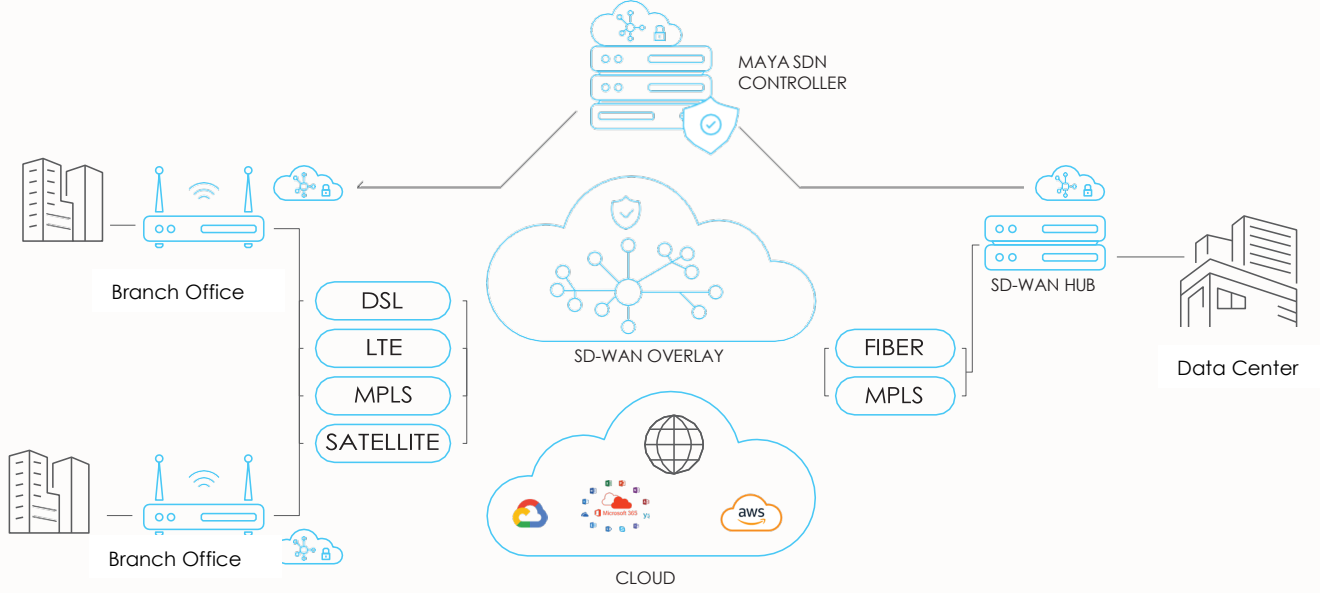 MAYA SDN
CONTROLLER
Branch Office
DSL
LTE
MPLS
SATELLITE
SD-WAN OVERLAY
FIBER
MPLS
SD-WAN HUB
Data Center
Branch Office
Microsoft 365
aws
CLOUD